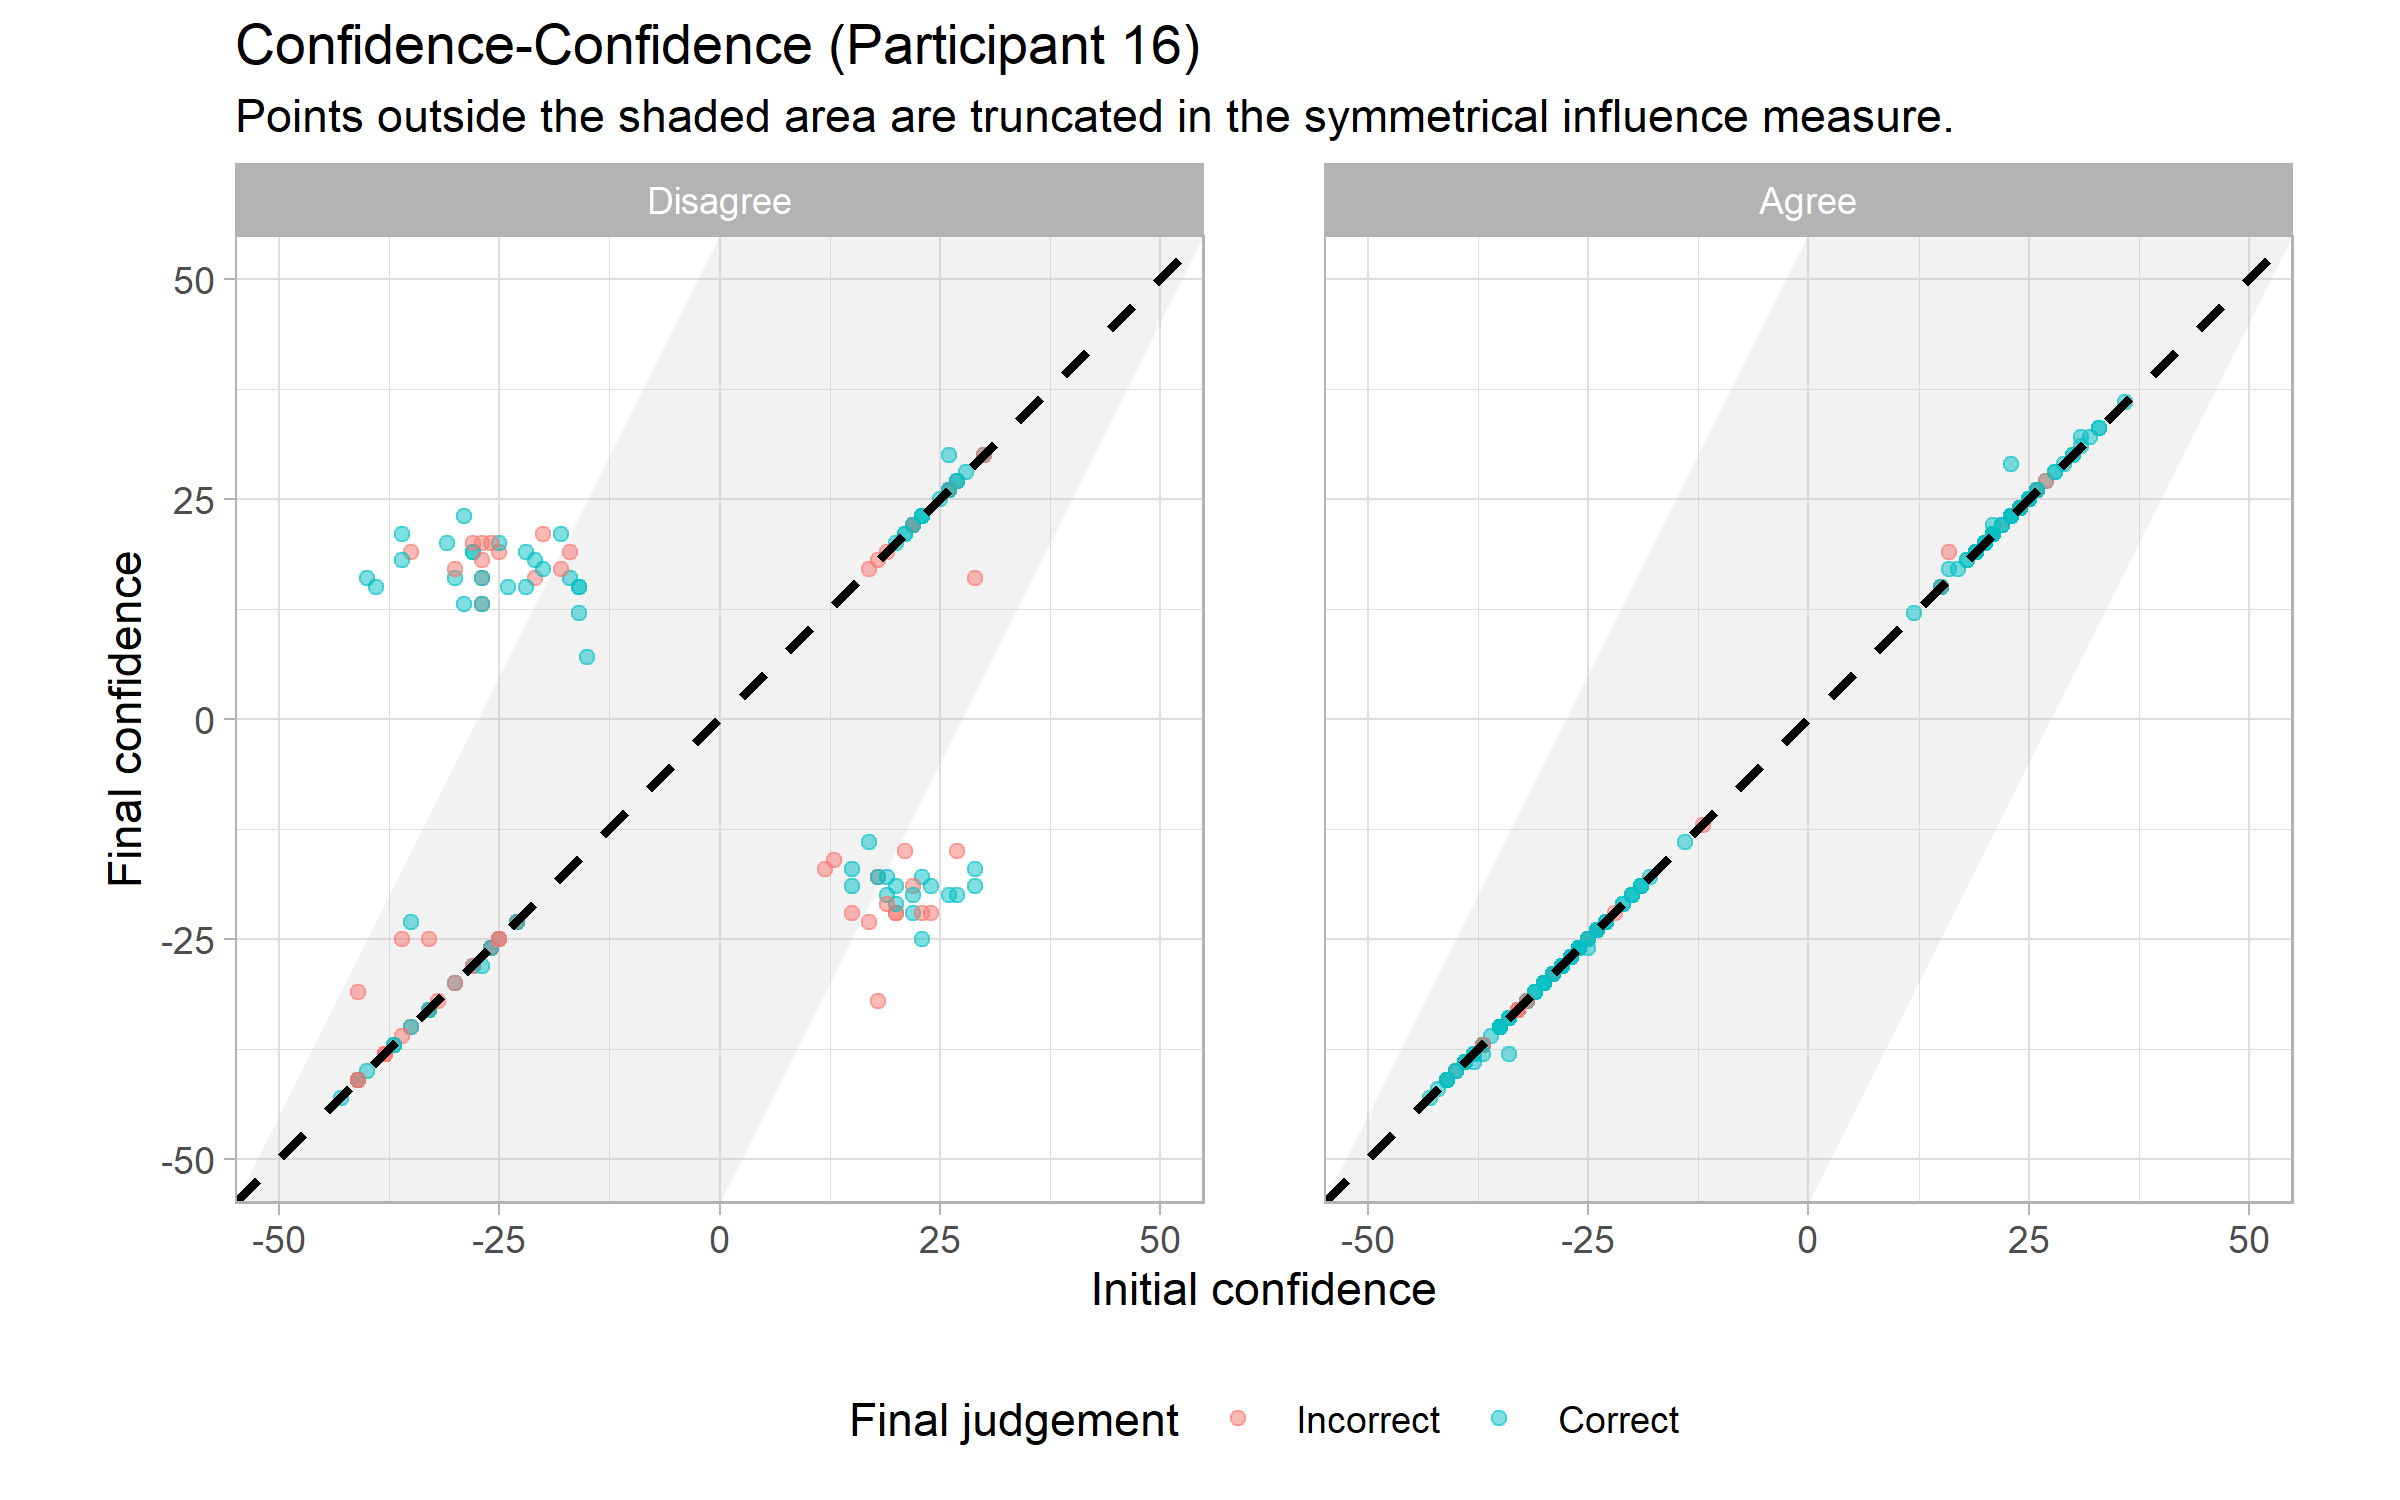 Confidence-Confidence (Participant 16)
Points outside the shaded area are truncated in the symmetrical influence measure.
Disagree
Agree
50
25
0
-25
-50
Final confidence
-50 -25 0 25 50
-50 -25 0 25 50
Initial confidence
Final judgement Incorrect Correct